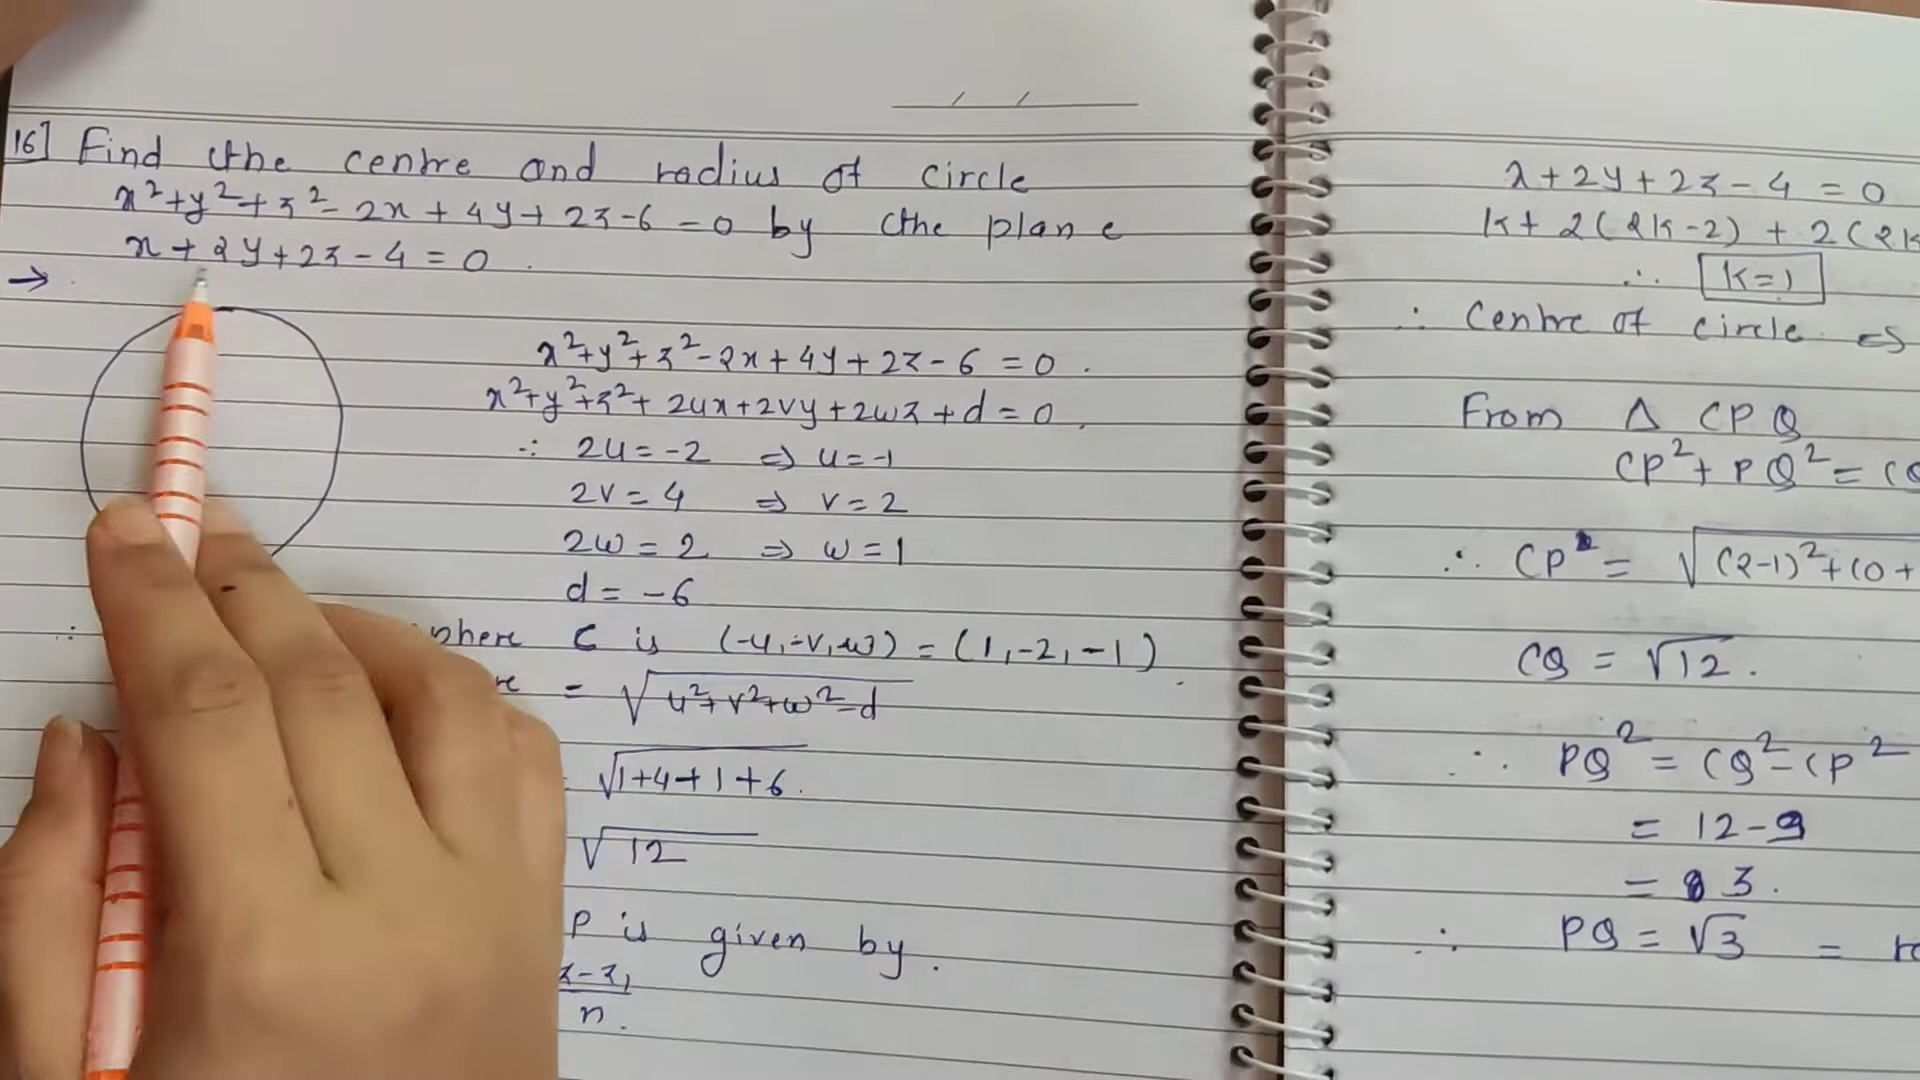 16] Find the centre and radius of circle
x²+y²+z²-2x+4y+2z-6=0 by the plane
x+2y+2z-4=0.
→
x²+y²+z²-2x+4y+2z-6=0.
x²+y²+z²+2ux+2vy+2wz+d=0.
∴ 2u=-2 ⇒ u=-1
2v=4 ⇒ v=2
2w=2 ⇒ w=1
d=-6
∴ C is (-u,-v,-w)=(1,-2,-1).
= √u²+v²+w²-d
= √1+4+1+6.
√12
P is given by.
z-z₁
n.
x+2y+2z-4=0
k+2(2k-2)+2(2k
∴ k=1
∴ Centre of circle ⇒
From Δ CPQ
CP²+PQ²=
∴ CP = √(2-1)²+(0+
CQ = √12.
∴ PQ²=CQ²-CP²
= 12-9
= 3.
∴ PQ=√3 =